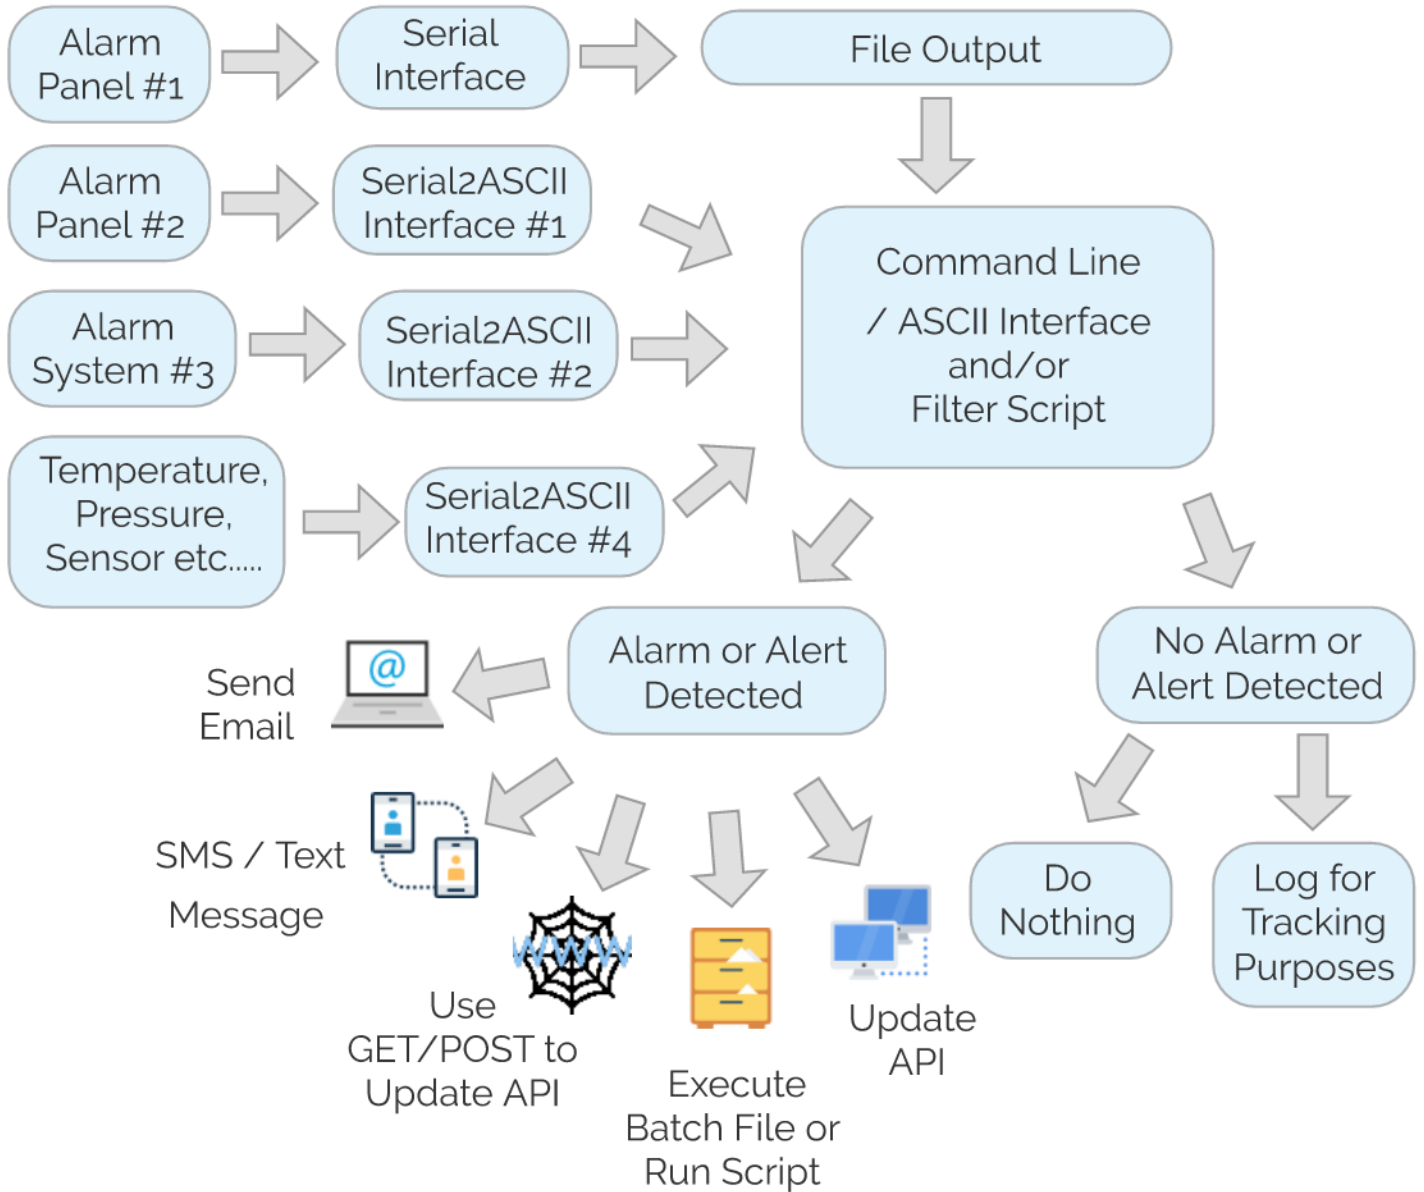 Alarm
Panel #1
Serial
Interface
File Output
Alarm
Panel #2
Serial2ASCII
Interface #1
Command Line
/ ASCII Interface
and/or
Filter Script
Alarm
System #3
Serial2ASCII
Interface #2
Temperature,
Pressure,
Sensor etc.....
Serial2ASCII
Interface #4
Alarm or Alert
Detected
No Alarm or
Alert Detected
Send
Email
@
SMS / Text
Message
WWW
Use
GET/POST to
Update API
Execute
Batch File or
Run Script
Update
API
Do
Nothing
Log for
Tracking
Purposes